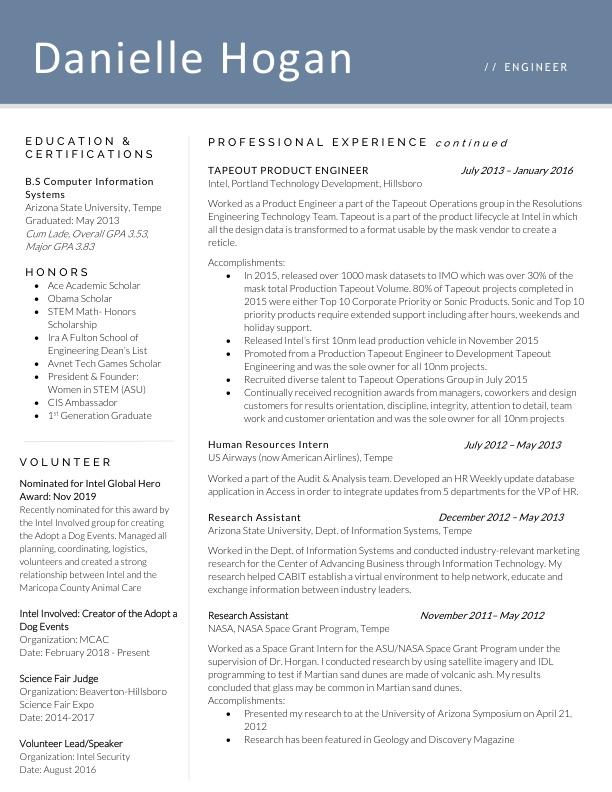 Danielle Hogan
// ENGINEER
EDUCATION &
CERTIFICATIONS
B.S Computer Information
Systems
Arizona State University, Tempe
Graduated: May 2013
Cum Lade, Overall GPA 3.53,
Major GPA 3.83
HONORS
• Ace Academic Scholar
• Obama Scholar
• STEM Math- Honors
Scholarship
• Ira A Fulton School of
Engineering Dean's List
• Avnet Tech Games Scholar
• President & Founder:
Women in STEM (ASU)
• CIS Ambassador
• 1st Generation Graduate
VOLUNTEER
Nominated for Intel Global Hero
Award: Nov 2019
Recently nominated for this award by
the Intel Involved group for creating
the Adopt a Dog Events. Managed all
planning, coordinating, logistics,
volunteers and created a strong
relationship between Intel and the
Maricopa County Animal Care
Intel Involved: Creator of the Adopt a
Dog Events
Organization: MCAC
Date: February 2018 - Present
Science Fair Judge
Organization: Beaverton-Hillsboro
Science Fair Expo
Date: 2014-2017
Volunteer Lead/Speaker
Organization: Intel Security
Date: August 2016
PROFESSIONAL EXPERIENCE continued
TAPEOUT PRODUCT ENGINEER July 2013 – January 2016
Intel, Portland Technology Development, Hillsboro
Worked as a Product Engineer a part of the Tapeout Operations group in the Resolutions
Engineering Technology Team. Tapeout is a part of the product lifecycle at Intel in which
all the design data is transformed to a format usable by the mask vendor to create a
reticle.
Accomplishments:
• In 2015, released over 1000 mask datasets to IMO which was over 30% of the
mask total Production Tapeout Volume. 80% of Tapeout projects completed in
2015 were either Top 10 Corporate Priority or Sonic Products. Sonic and Top 10
priority products require extended support including after hours, weekends and
holiday support.
• Released Intel's first 10nm lead production vehicle in November 2015
• Promoted from a Production Tapeout Engineer to Development Tapeout
Engineering and was the sole owner for all 10nm projects.
• Recruited diverse talent to Tapeout Operations Group in July 2015
• Continually received recognition awards from managers, coworkers and design
customers for results orientation, discipline, integrity, attention to detail, team
work and customer orientation and was the sole owner for all 10nm projects
Human Resources Intern July 2012 – May 2013
US Airways (now American Airlines), Tempe
Worked a part of the Audit & Analysis team. Developed an HR Weekly update database
application in Access in order to integrate updates from 5 departments for the VP of HR.
Research Assistant December 2012 – May 2013
Arizona State University, Dept. of Information Systems, Tempe
Worked in the Dept. of Information Systems and conducted industry-relevant marketing
research for the Center of Advancing Business through Information Technology. My
research helped CABIT establish a virtual environment to help network, educate and
exchange information between industry leaders.
Research Assistant November 2011– May 2012
NASA, NASA Space Grant Program, Tempe
Worked as a Space Grant Intern for the ASU/NASA Space Grant Program under the
supervision of Dr. Horgan. I conducted research by using satellite imagery and IDL
programming to test if Martian sand dunes are made of volcanic ash. My results
concluded that glass may be common in Martian sand dunes.
Accomplishments:
• Presented my research to at the University of Arizona Symposium on April 21,
2012
• Research has been featured in Geology and Discovery Magazine